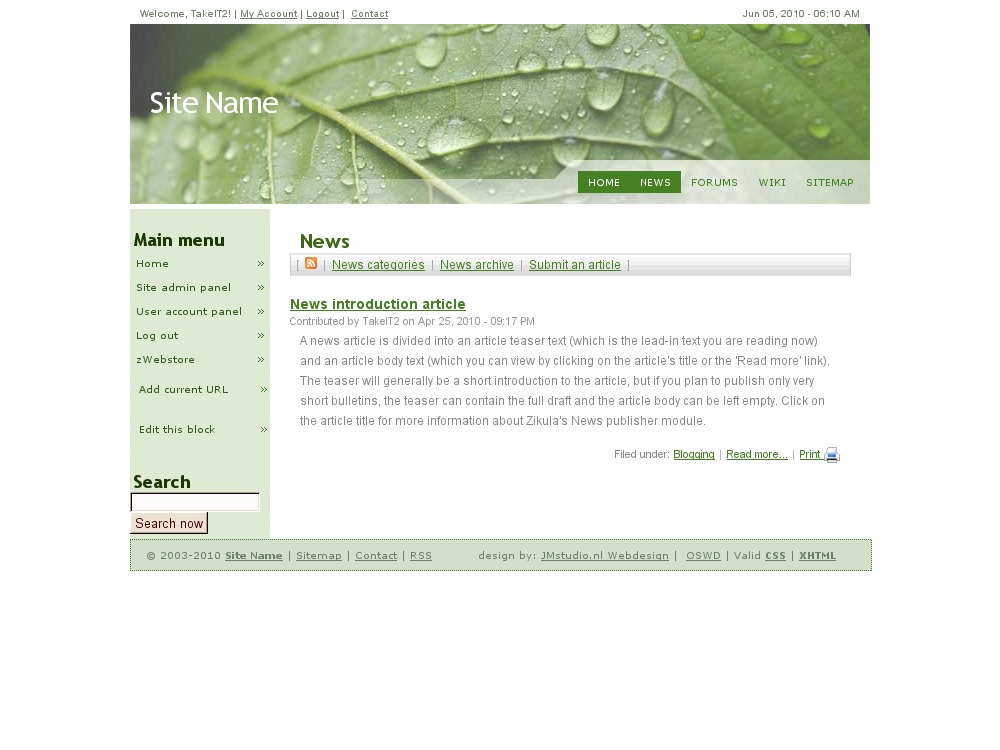 Welcome, TakeIT2! | My Account | Logout | Contact
Jun 05, 2010 - 06:10 AM
Site Name
HOME NEWS FORUMS WIKI SITEMAP
Main menu
Home »
Site admin panel »
User account panel »
Log out »
zWebstore »
Add current URL »
Edit this block »
Search
Search now
News
[ | News categories | News archive | Submit an article ]
News introduction article
Contributed by TakeIT2 on Apr 25, 2010 - 09:17 PM
A news article is divided into an article teaser text (which is the lead-in text you are reading now)
and an article body text (which you can view by clicking on the article's title or the 'Read more' link).
The teaser will generally be a short introduction to the article, but if you plan to publish only very
short bulletins, the teaser can contain the full draft and the article body can be left empty. Click on
the article title for more information about Zikula's News publisher module.
Filed under: Blogging | Read more... | Print
© 2003-2010 Site Name | Sitemap | Contact | RSS
design by: JMstudio.nl Webdesign | OSWD | Valid CSS | XHTML